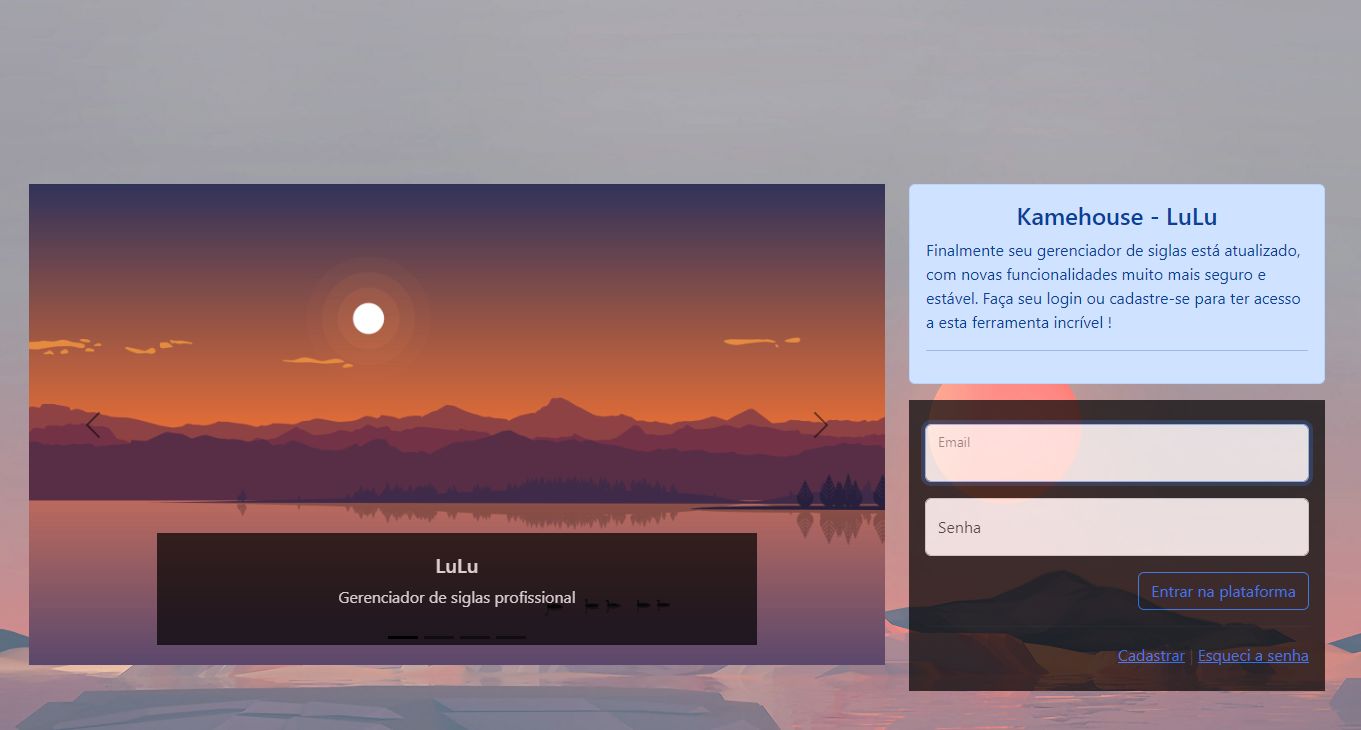 LuLu
Gerenciador de siglas profissional
Kamehouse - LuLu
Finalmente seu gerenciador de siglas está atualizado,
com novas funcionalidades muito mais seguro e
estável. Faça seu login ou cadastre-se para ter acesso
a esta ferramenta incrível !
Email
Senha
Entrar na plataforma
Cadastrar | Esqueci a senha